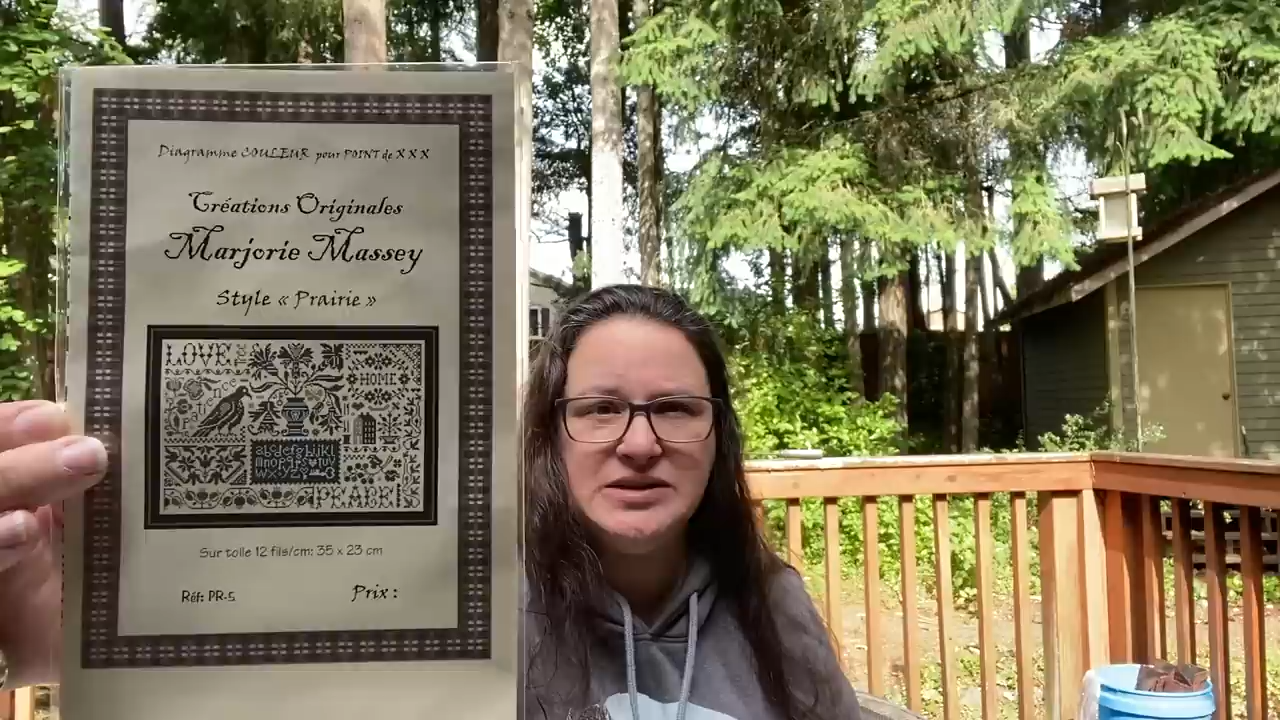 Diagramme COULEUR pour POINT de X X X
Créations Originales
Marjorie Massey
Style « Prairie »
LOVE
HOME
PEACE
Sur toile 12 fils/cm: 35 x 23 cm
Réf: PR-5
Prix :